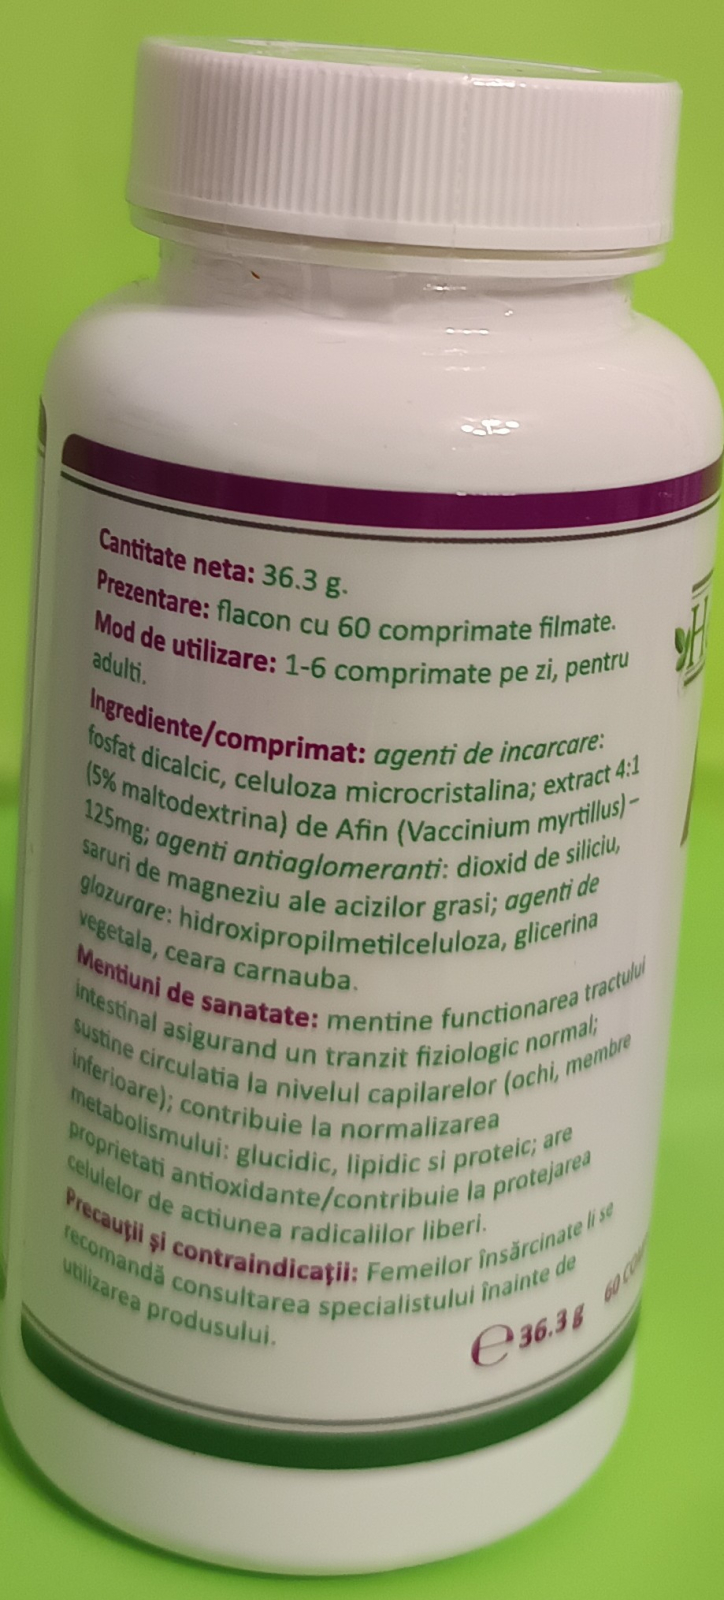 Cantitate neta: 36.3 g.
Prezentare: flacon cu 60 comprimate filmate.
Mod de utilizare: 1-6 comprimate pe zi, pentru
adulti.
Ingrediente/comprimat: agenti de incarcare:
fosfat dicalcic, celuloza microcristalina; extract 4:1
(5% maltodextrina) de Afin (Vaccinium myrtillus) –
125mg; agenti antiaglomeranti: dioxid de siliciu,
saruri de magneziu ale acizilor grasi; agenti de
glazurare: hidroxipropilmetilceluloza, glicerina
vegetala, ceara carnauba.
Mentiuni de sanatate: mentine functionarea tractului
intestinal asigurand un tranzit fiziologic normal;
sustine circulatia la nivelul capilarelor (ochi, membre
inferioare); contribuie la normalizarea
metabolismului: glucidic, lipidic si proteic; are
proprietati antioxidante/contribuie la protejarea
celulelor de actiunea radicalilor liberi.
Precauții și contraindicații: Femeilor însărcinate li se
recomandă consultarea specialistului înainte de
utilizarea produsului.
℮ 36.3 g
60